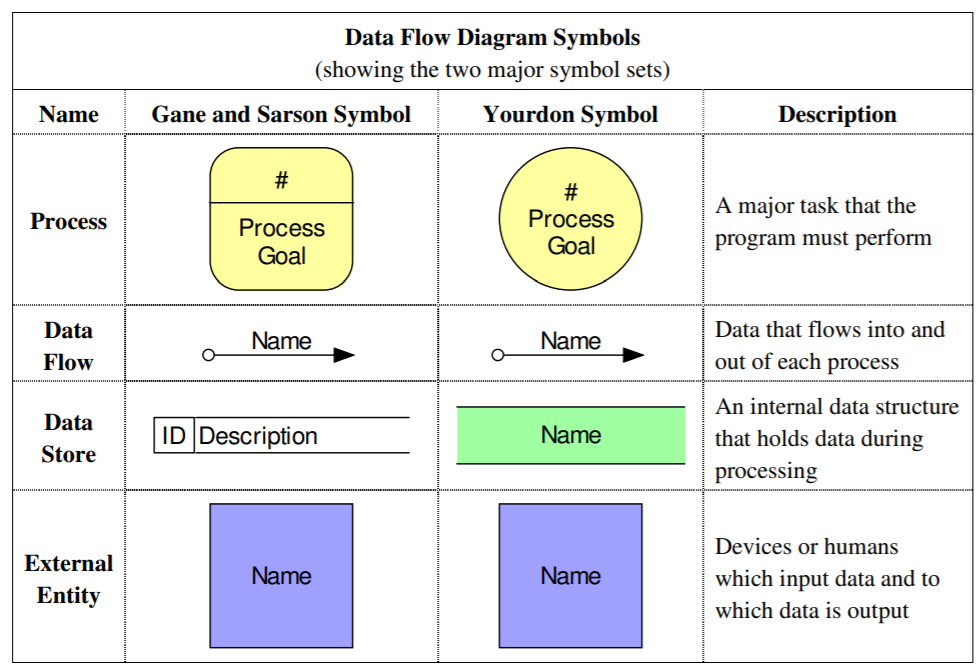 Data Flow Diagram Symbols
(showing the two major symbol sets)
Name
Gane and Sarson Symbol
Yourdon Symbol
Description
Process
#
Process
Goal
#
Process
Goal
A major task that the
program must perform
Data
Flow
Name
Name
Data that flows into and
out of each process
Data
Store
ID
Description
Name
An internal data structure
that holds data during
processing
External
Entity
Name
Name
Devices or humans
which input data and to
which data is output